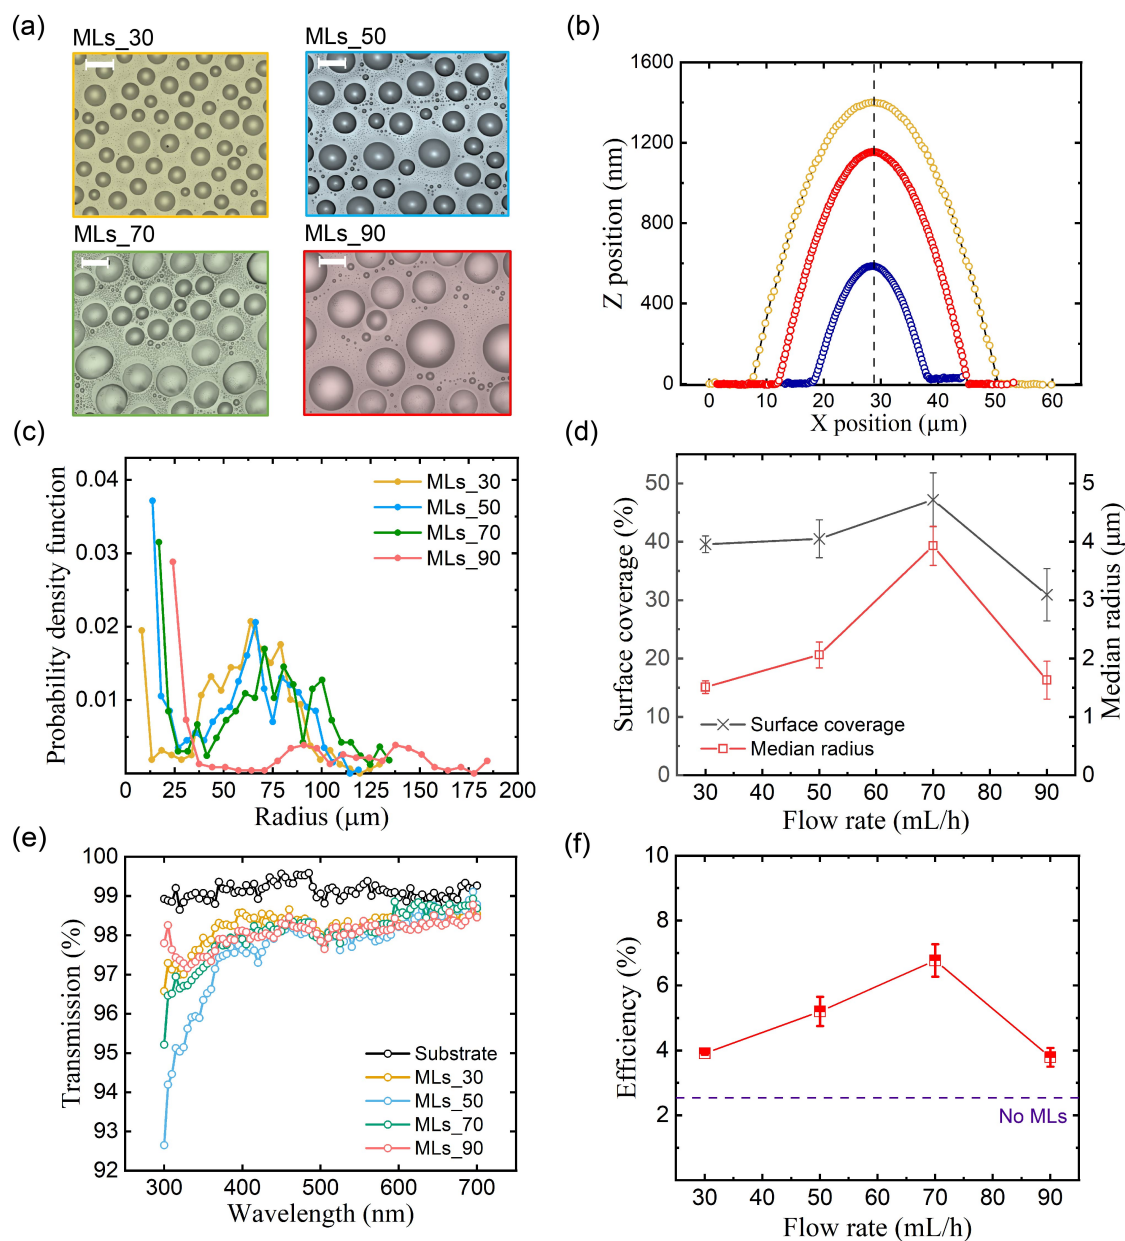 (a)
MLs_30
MLs_50
MLs_70
MLs_90
(b)
1600
1200
800
400
0
Z position (nm)
0 10 20 30 40 50 60
X position (µm)
(c)
0.04
0.03
0.02
0.01
Probability density function
MLs_30
MLs_50
MLs_70
MLs_90
0 25 50 75 100 125 150 175 200
Radius (µm)
(d)
50
40
30
20
10
0
Surface coverage (%)
5
4
3
2
1
0
Median radius (µm)
Surface coverage
Median radius
30 40 50 60 70 80 90
Flow rate (mL/h)
(e)
100
99
98
97
96
95
94
93
92
Transmission (%)
Substrate
MLs_30
MLs_50
MLs_70
MLs_90
300 400 500 600 700
Wavelength (nm)
(f)
10
8
6
4
2
Efficiency (%)
No MLs
30 40 50 60 70 80 90
Flow rate (mL/h)